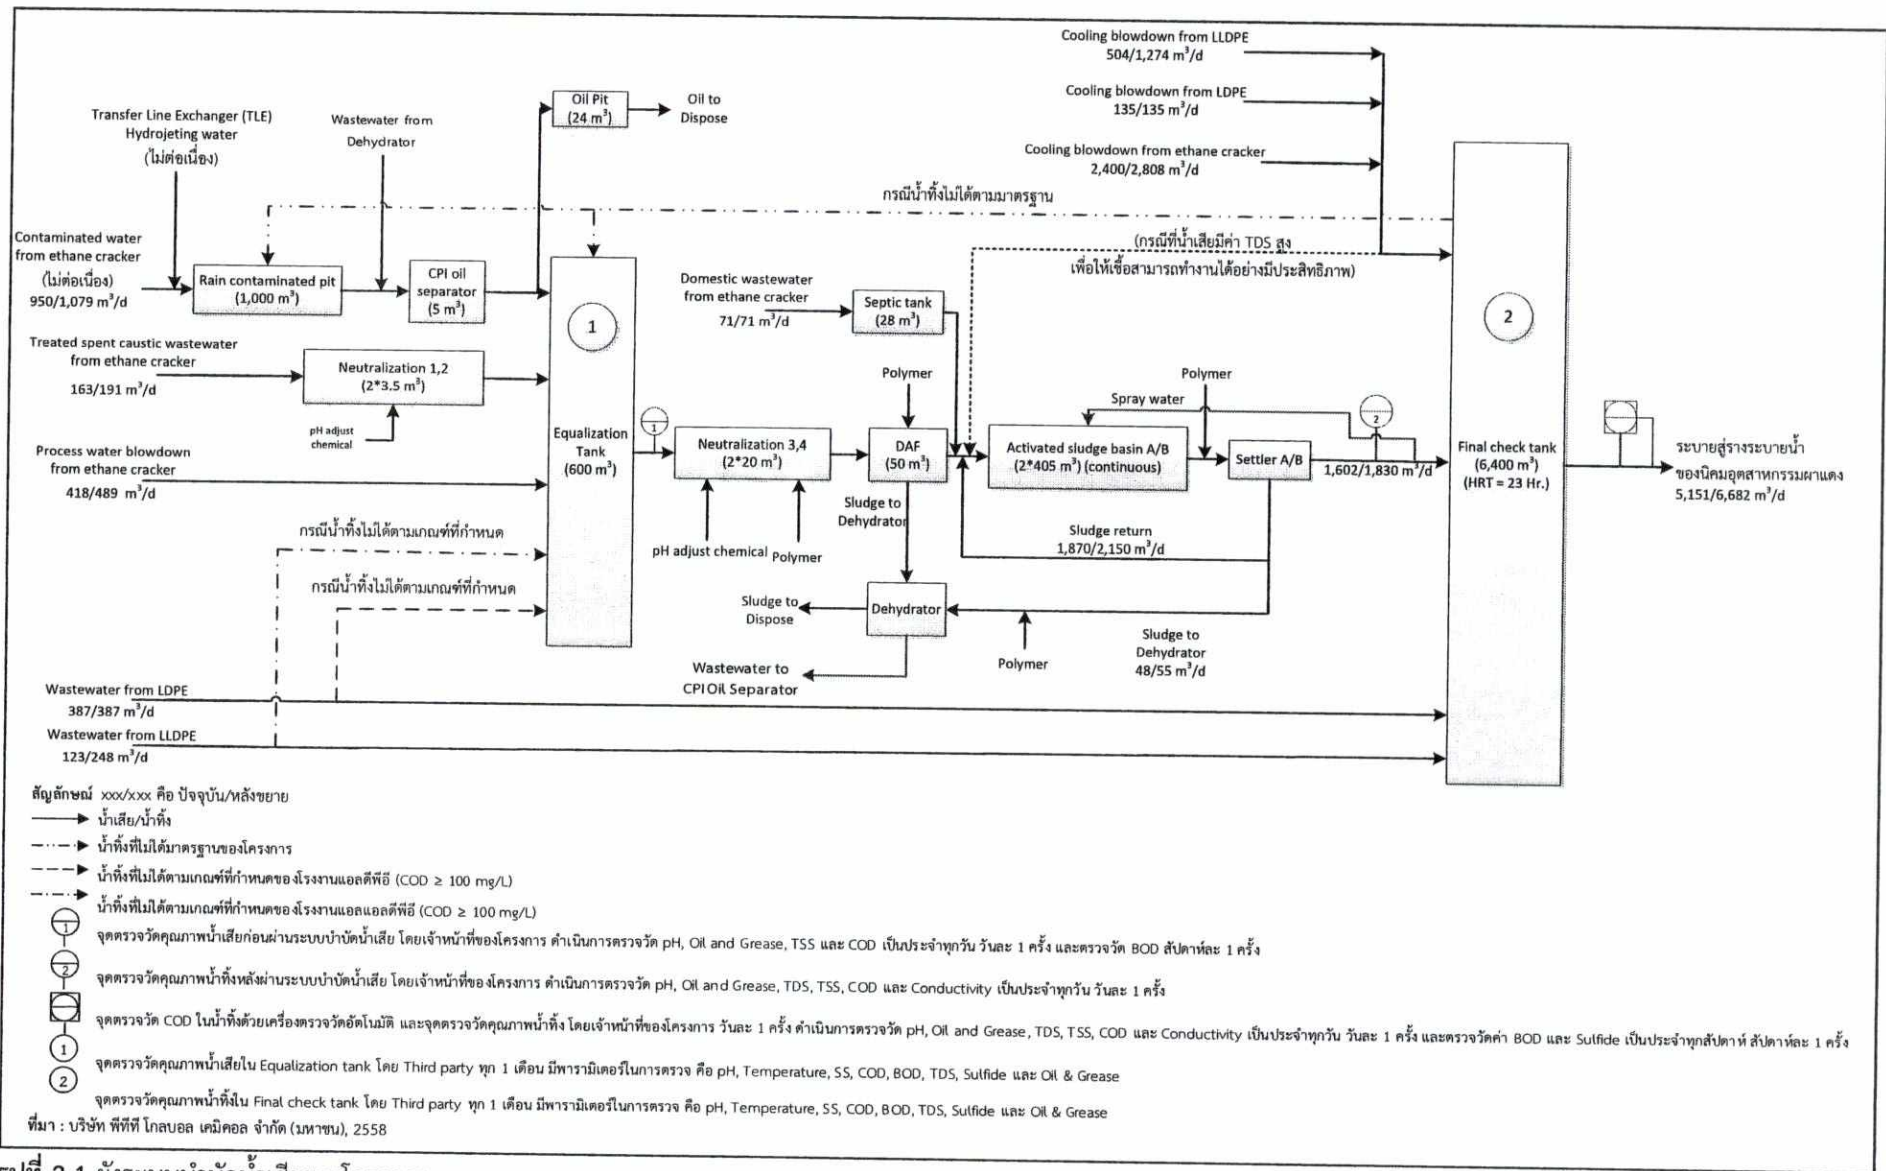 Cooling blowdown from LLDPE
504/1,274 m³/d
Cooling blowdown from LDPE
135/135 m³/d
Cooling blowdown from ethane cracker
2,400/2,808 m³/d
Oil Pit
(24 m³)
Oil to
Dispose
Transfer Line Exchanger (TLE)
Hydrojeting water
(ไม่ต่อเนื่อง)
Wastewater from
Dehydrator
กรณีน้ำทิ้งไม่ได้ตามมาตรฐาน
Contaminated water
from ethane cracker
(ไม่ต่อเนื่อง)
950/1,079 m³/d
Rain contaminated pit
(1,000 m³)
CPI oil
separator
(5 m³)
1
Domestic wastewater
from ethane cracker
71/71 m³/d
Septic tank
(28 m³)
(กรณีที่น้ำเสียมีค่า TDS สูง
เพื่อให้เชื้อสามารถทำงานได้อย่างมีประสิทธิภาพ)
2
Treated spent caustic wastewater
from ethane cracker
163/191 m³/d
Neutralization 1,2
(2*3.5 m³)
pH adjust
chemical
Polymer
Polymer
Spray water
Process water blowdown
from ethane cracker
418/489 m³/d
Equalization
Tank
(600 m³)
1
Neutralization 3,4
(2*20 m³)
DAF
(50 m³)
Activated sludge basin A/B
(2*405 m³) (continuous)
Settler A/B
2
1,602/1,830 m³/d
Final check tank
(6,400 m³)
(HRT = 23 Hr.)
ระบายสู่รางระบายน้ำ
ของนิคมอุตสาหกรรมผาแดง
5,151/6,682 m³/d
กรณีน้ำทิ้งไม่ได้ตามเกณฑ์ที่กำหนด
กรณีน้ำทิ้งไม่ได้ตามเกณฑ์ที่กำหนด
pH adjust chemical
Polymer
Sludge to
Dehydrator
Sludge return
1,870/2,150 m³/d
Sludge to
Dispose
Dehydrator
Polymer
Sludge to
Dehydrator
48/55 m³/d
Wastewater to
CPI Oil Separator
Wastewater from LDPE
387/387 m³/d
Wastewater from LLDPE
123/248 m³/d
สัญลักษณ์ xxx/xxx คือ ปัจจุบัน/หลังขยาย
น้ำเสีย/น้ำทิ้ง
น้ำทิ้งที่ไม่ได้มาตรฐานของโครงการ
น้ำทิ้งที่ไม่ได้ตามเกณฑ์ที่กำหนดของโรงงานแอลดีพีอี (COD ≥ 100 mg/L)
น้ำทิ้งที่ไม่ได้ตามเกณฑ์ที่กำหนดของโรงงานแอลแอลดีพีอี (COD ≥ 100 mg/L)
1 จุดตรวจวัดคุณภาพน้ำเสียก่อนผ่านระบบบำบัดน้ำเสีย โดยเจ้าหน้าที่ของโครงการ ดำเนินการตรวจวัด pH, Oil and Grease, TSS และ COD เป็นประจำทุกวัน วันละ 1 ครั้ง และตรวจวัด BOD สัปดาห์ละ 1 ครั้ง
2 จุดตรวจวัดคุณภาพน้ำทิ้งหลังผ่านระบบบำบัดน้ำเสีย โดยเจ้าหน้าที่ของโครงการ ดำเนินการตรวจวัด pH, Oil and Grease, TDS, TSS, COD และ Conductivity เป็นประจำทุกวัน วันละ 1 ครั้ง
จุดตรวจวัด COD ในน้ำทิ้งด้วยเครื่องตรวจวัดอัตโนมัติ และจุดตรวจวัดคุณภาพน้ำทิ้ง โดยเจ้าหน้าที่ของโครงการ วันละ 1 ครั้ง ดำเนินการตรวจวัด pH, Oil and Grease, TDS, TSS, COD และ Conductivity เป็นประจำทุกวัน วันละ 1 ครั้ง และตรวจวัดค่า BOD และ Sulfide เป็นประจำทุกสัปดาห์ สัปดาห์ละ 1 ครั้ง
1 จุดตรวจวัดคุณภาพน้ำเสียใน Equalization tank โดย Third party ทุก 1 เดือน มีพารามิเตอร์ในการตรวจ คือ pH, Temperature, SS, COD, BOD, TDS, Sulfide และ Oil & Grease
2 จุดตรวจวัดคุณภาพน้ำทิ้งใน Final check tank โดย Third party ทุก 1 เดือน มีพารามิเตอร์ในการตรวจ คือ pH, Temperature, SS, COD, BOD, TDS, Sulfide และ Oil & Grease
ที่มา : บริษัท พีทีที โกลบอล เคมิคอล จำกัด (มหาชน), 2558